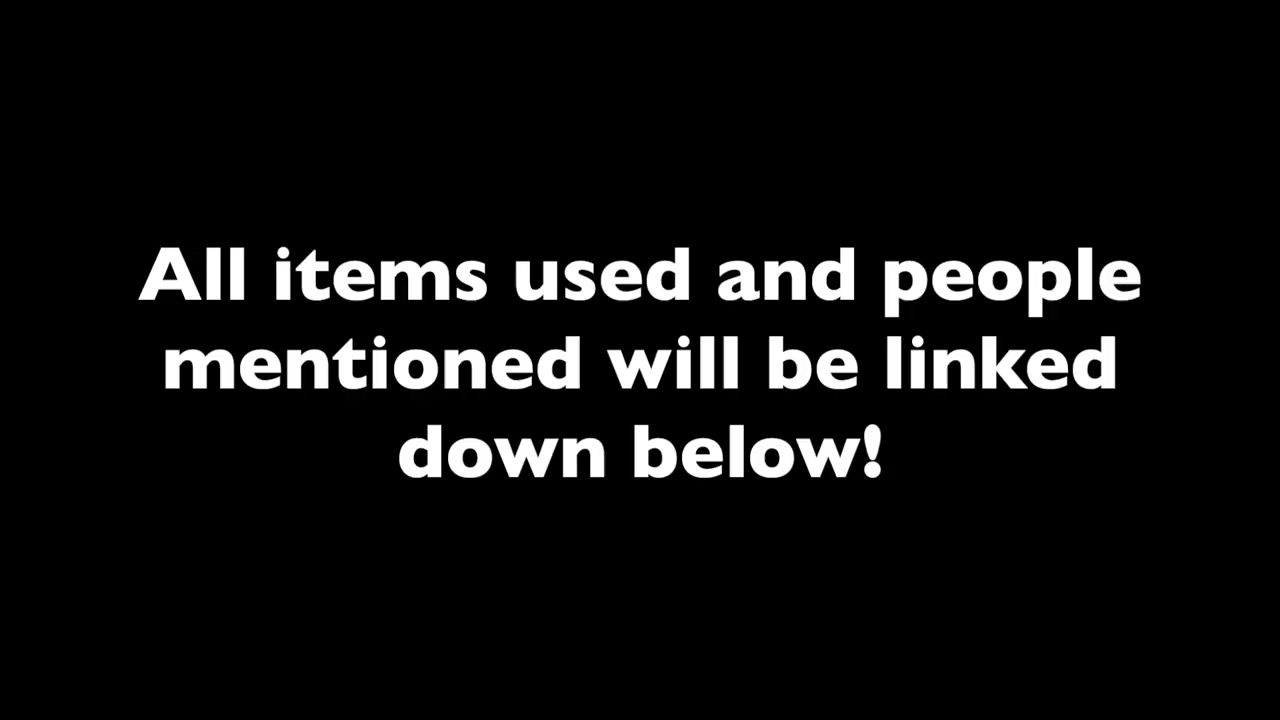 All items used and people
mentioned will be linked
down below!